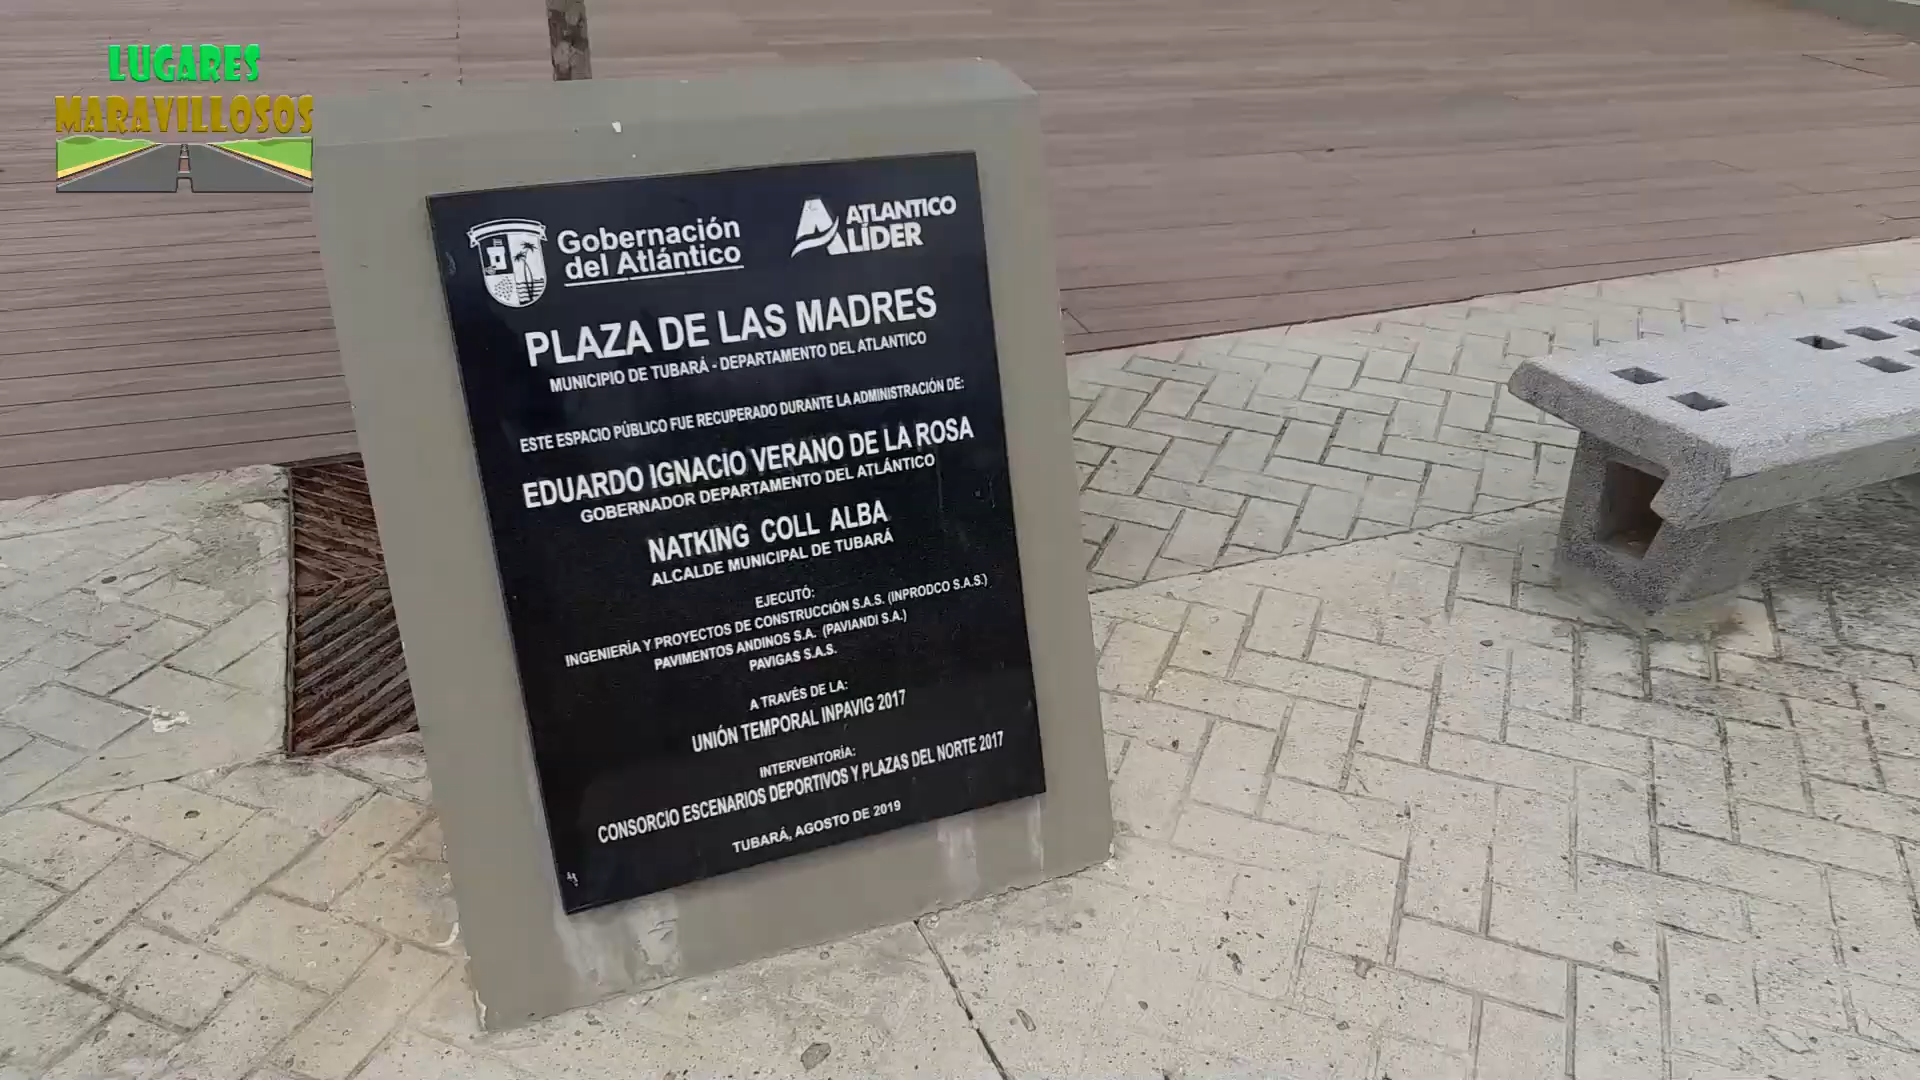 LUGARES
MARAVILLOSOS
Gobernación
del Atlántico
ATLANTICO
LÍDER
PLAZA DE LAS MADRES
MUNICIPIO DE TUBARÁ - DEPARTAMENTO DEL ATLANTICO
ESTE ESPACIO PÚBLICO FUE RECUPERADO DURANTE LA ADMINISTRACIÓN DE:
EDUARDO IGNACIO VERANO DE LA ROSA
GOBERNADOR DEPARTAMENTO DEL ATLÁNTICO
NATKING COLL ALBA
ALCALDE MUNICIPAL DE TUBARÁ
EJECUTÓ:
INGENIERÍA Y PROYECTOS DE CONSTRUCCIÓN S.A.S. (INPRODCO S.A.S.)
PAVIMENTOS ANDINOS S.A. (PAVIANDI S.A.)
PAVIGAS S.A.S.
A TRAVÉS DE LA:
UNIÓN TEMPORAL INPAVIG 2017
INTERVENTORÍA:
CONSORCIO ESCENARIOS DEPORTIVOS Y PLAZAS DEL NORTE 2017
TUBARÁ, AGOSTO DE 2019